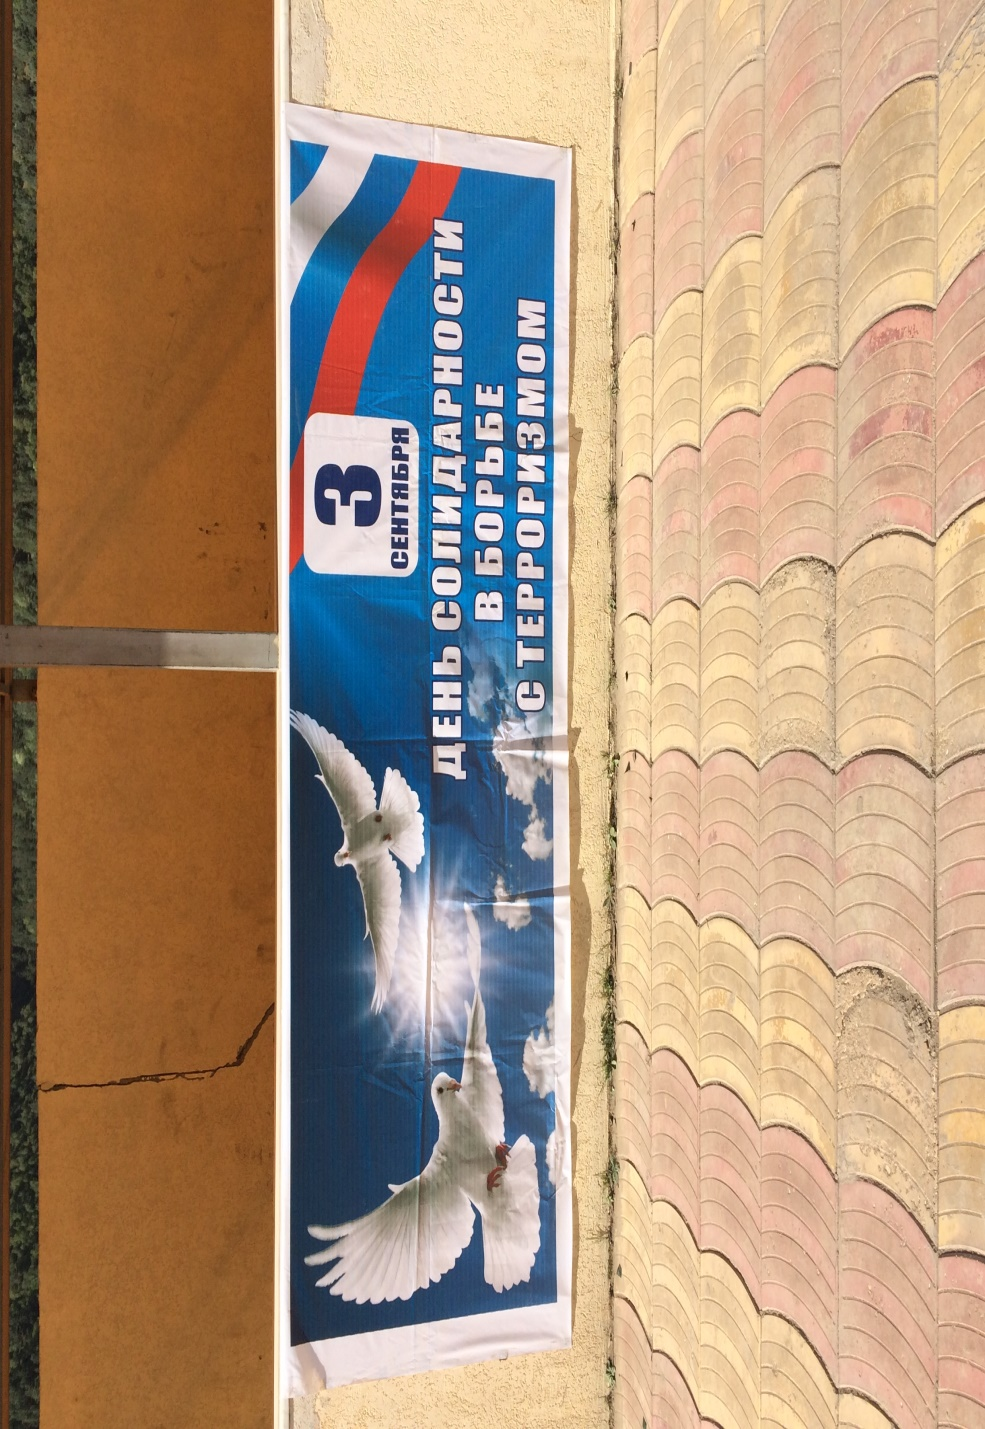 3
СЕНТЯБРЯ
ДЕНЬ СОЛИДАРНОСТИ
В БОРЬБЕ
С ТЕРРОРИЗМОМ